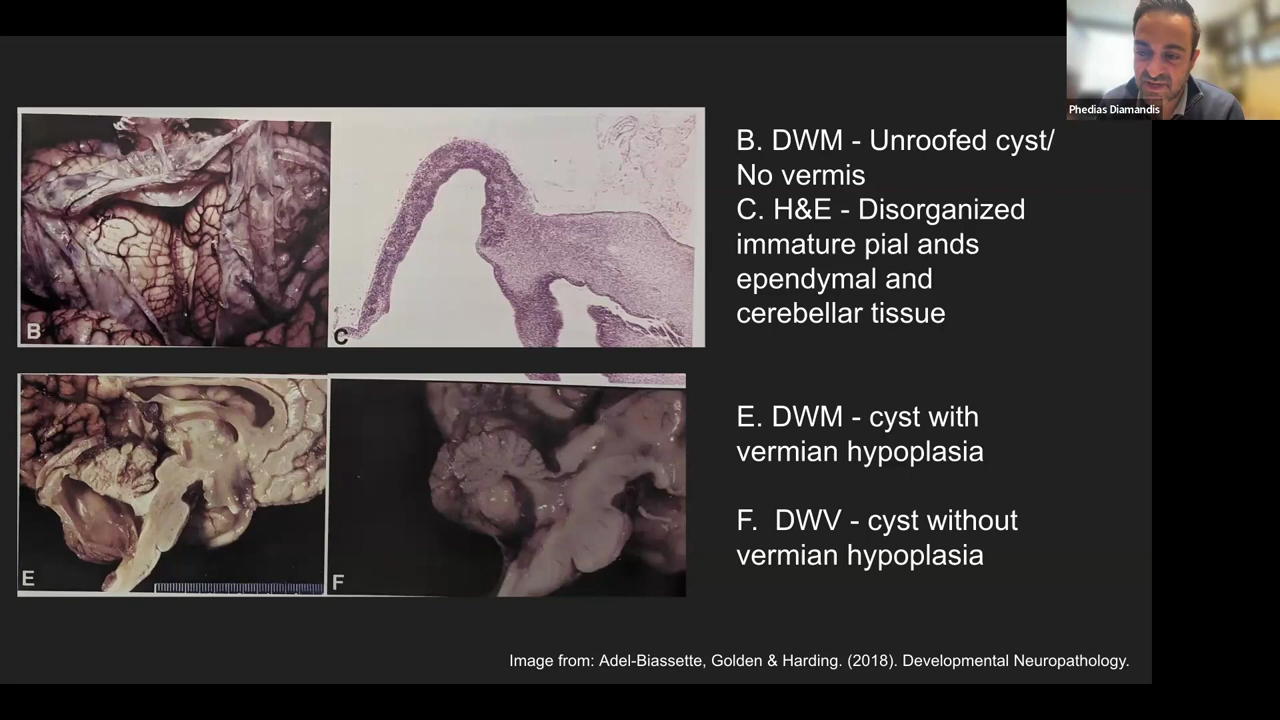 Phedias Diamandis
B. DWM - Unroofed cyst/
No vermis
C. H&E - Disorganized
immature pial ands
ependymal and
cerebellar tissue
B
C
E. DWM - cyst with
vermian hypoplasia
F. DWV - cyst without
vermian hypoplasia
E
F
Image from: Adel-Biassette, Golden & Harding. (2018). Developmental Neuropathology.